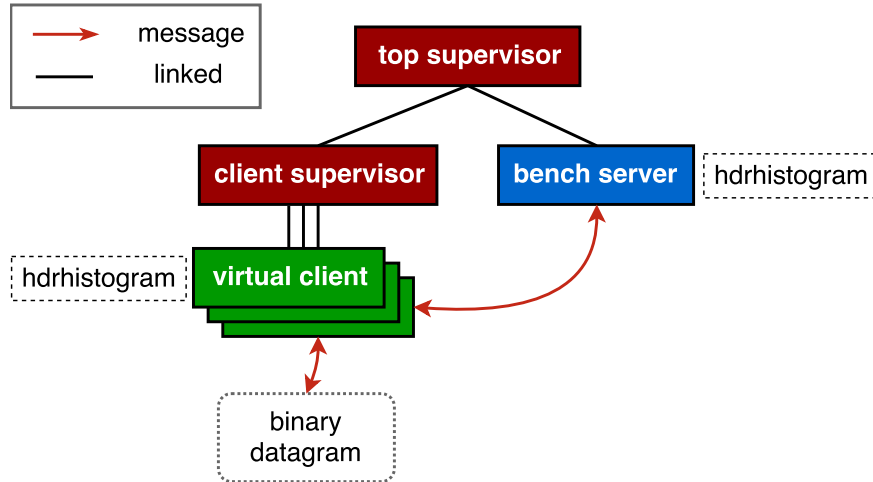 message
linked
top supervisor
client supervisor
bench server
hdrhistogram
hdrhistogram
virtual client
binary
datagram